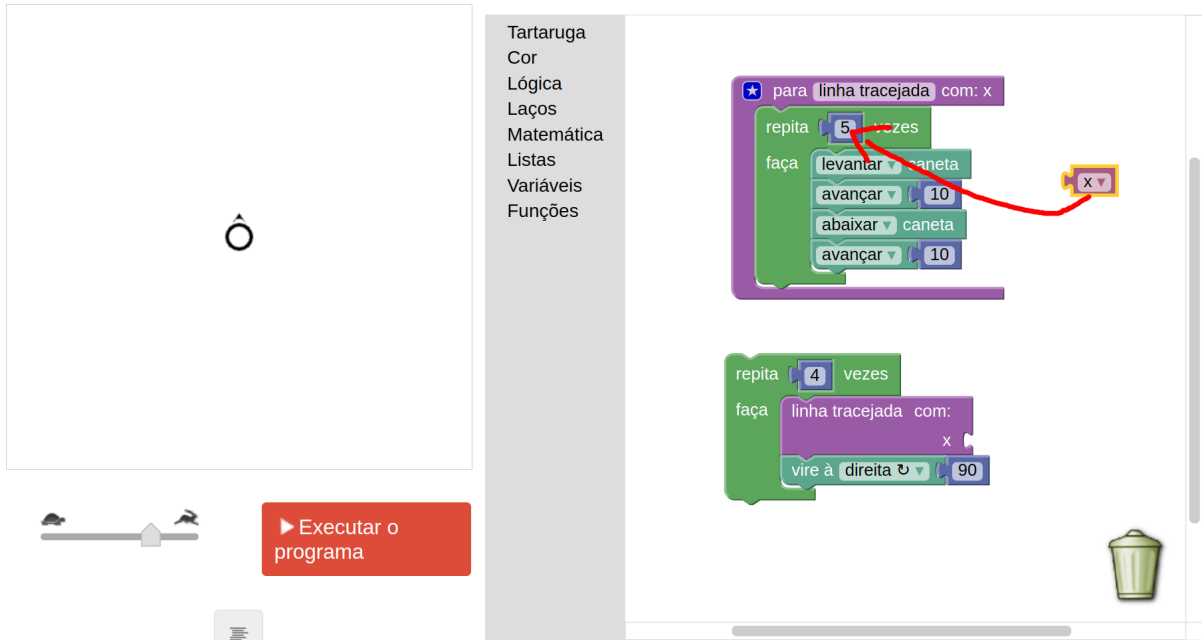 Tartaruga
Cor
Lógica
Laços
Matemática
Listas
Variáveis
Funções
para linha tracejada com: x
repita 5 vezes
faça levantar caneta
avançar 10
abaixar caneta
avançar 10
x
repita 4 vezes
faça linha tracejada com:
x
vire à direita ↻ 90
Executar o
programa